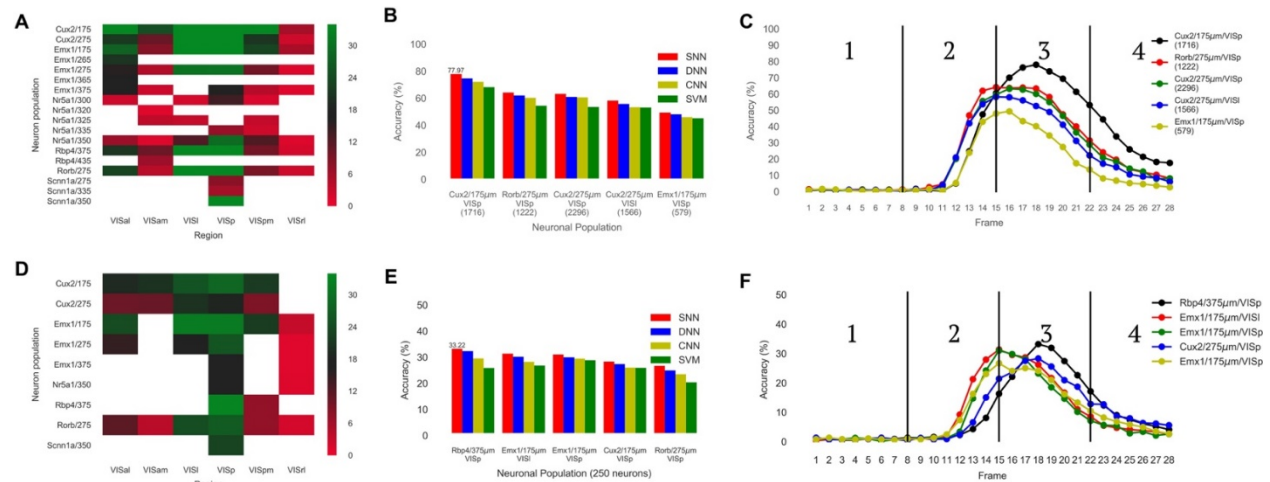 A
Neuron population
Cux2/175
Cux2/275
Emx1/175
Emx1/265
Emx1/275
Emx1/365
Emx1/375
Nr5a1/300
Nr5a1/320
Nr5a1/325
Nr5a1/335
Nr5a1/350
Rbp4/375
Rbp4/435
Rorb/275
Scnn1a/275
Scnn1a/335
Scnn1a/350
VISal VISam VISl VISp VISpm VISrl
Region
30
24
18
12
6
0
B
Accuracy (%)
100
80
60
40
20
0
77.97
SNN
DNN
CNN
SVM
Cux2/175µm Rorb/275µm Cux2/275µm Cux2/275µm Emx1/175µm
VISp VISp VISp VISl VISp
(1716) (1222) (2296) (1566) (579)
Neuronal Population
C
Accuracy (%)
100
90
80
70
60
50
40
30
20
10
0
1 2 3 4
Cux2/175µm/VISp
(1716)
Rorb/275µm/VISp
(1222)
Cux2/275µm/VISp
(2296)
Cux2/275µm/VISl
(1566)
Emx1/175µm/VISp
(579)
1 2 3 4 5 6 7 8 9 10 11 12 13 14 15 16 17 18 19 20 21 22 23 24 25 26 27 28
Frame
D
Neuron population
Cux2/175
Cux2/275
Emx1/175
Emx1/275
Emx1/375
Nr5a1/350
Rbp4/375
Rorb/275
Scnn1a/350
VISal VISam VISl VISp VISpm VISrl
30
24
18
12
6
0
E
Accuracy (%)
50
40
30
20
10
0
33.22
SNN
DNN
CNN
SVM
Rbp4/375µm Emx1/175µm Emx1/175µm Cux2/175µm Rorb/275µm
VISp VISl VISp VISp VISp
Neuronal Population (250 neurons)
F
Accuracy (%)
50
40
30
20
10
0
1 2 3 4
Rbp4/375µm/VISp
Emx1/175µm/VISl
Emx1/175µm/VISp
Cux2/275µm/VISp
Emx1/175µm/VISp
1 2 3 4 5 6 7 8 9 10 11 12 13 14 15 16 17 18 19 20 21 22 23 24 25 26 27 28
Frame